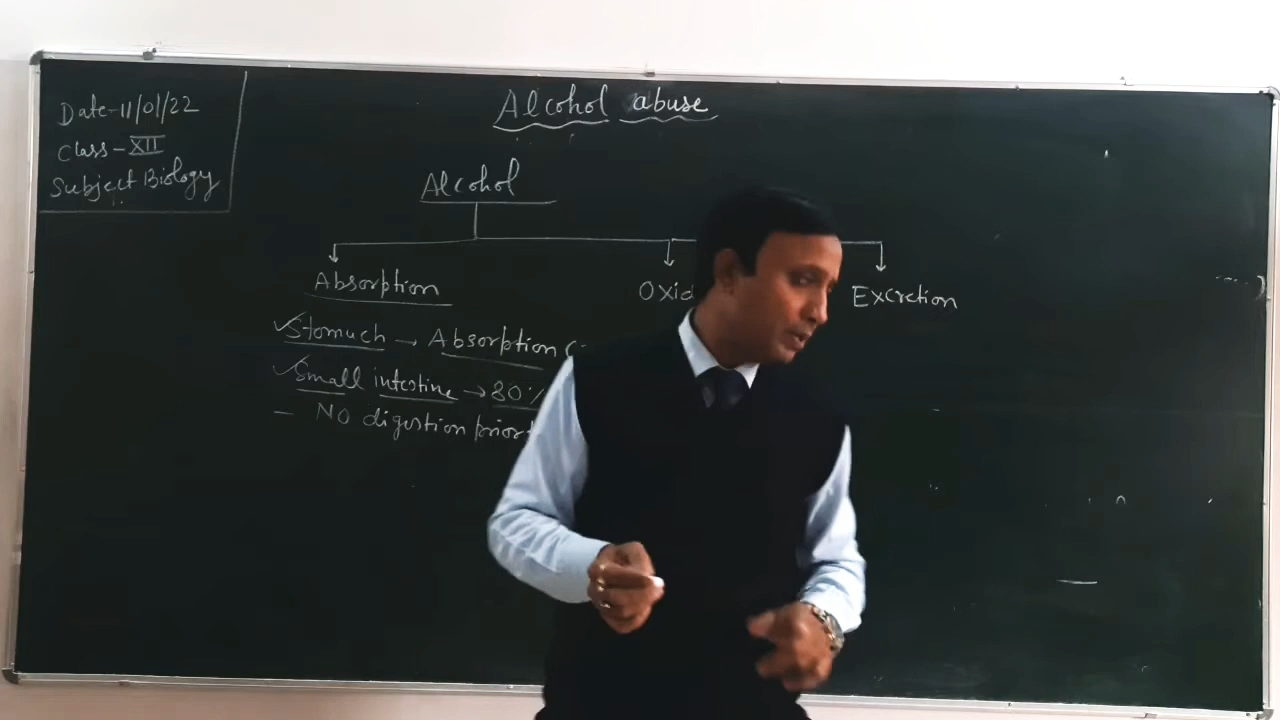 Date-11/01/22
Class-XII
Subject Biology
Alcohol abuse
Alcohol
Absorption
Oxid
Excretion
Stomuch → Absorption (
Small intestine → 80%
- No digestion prior